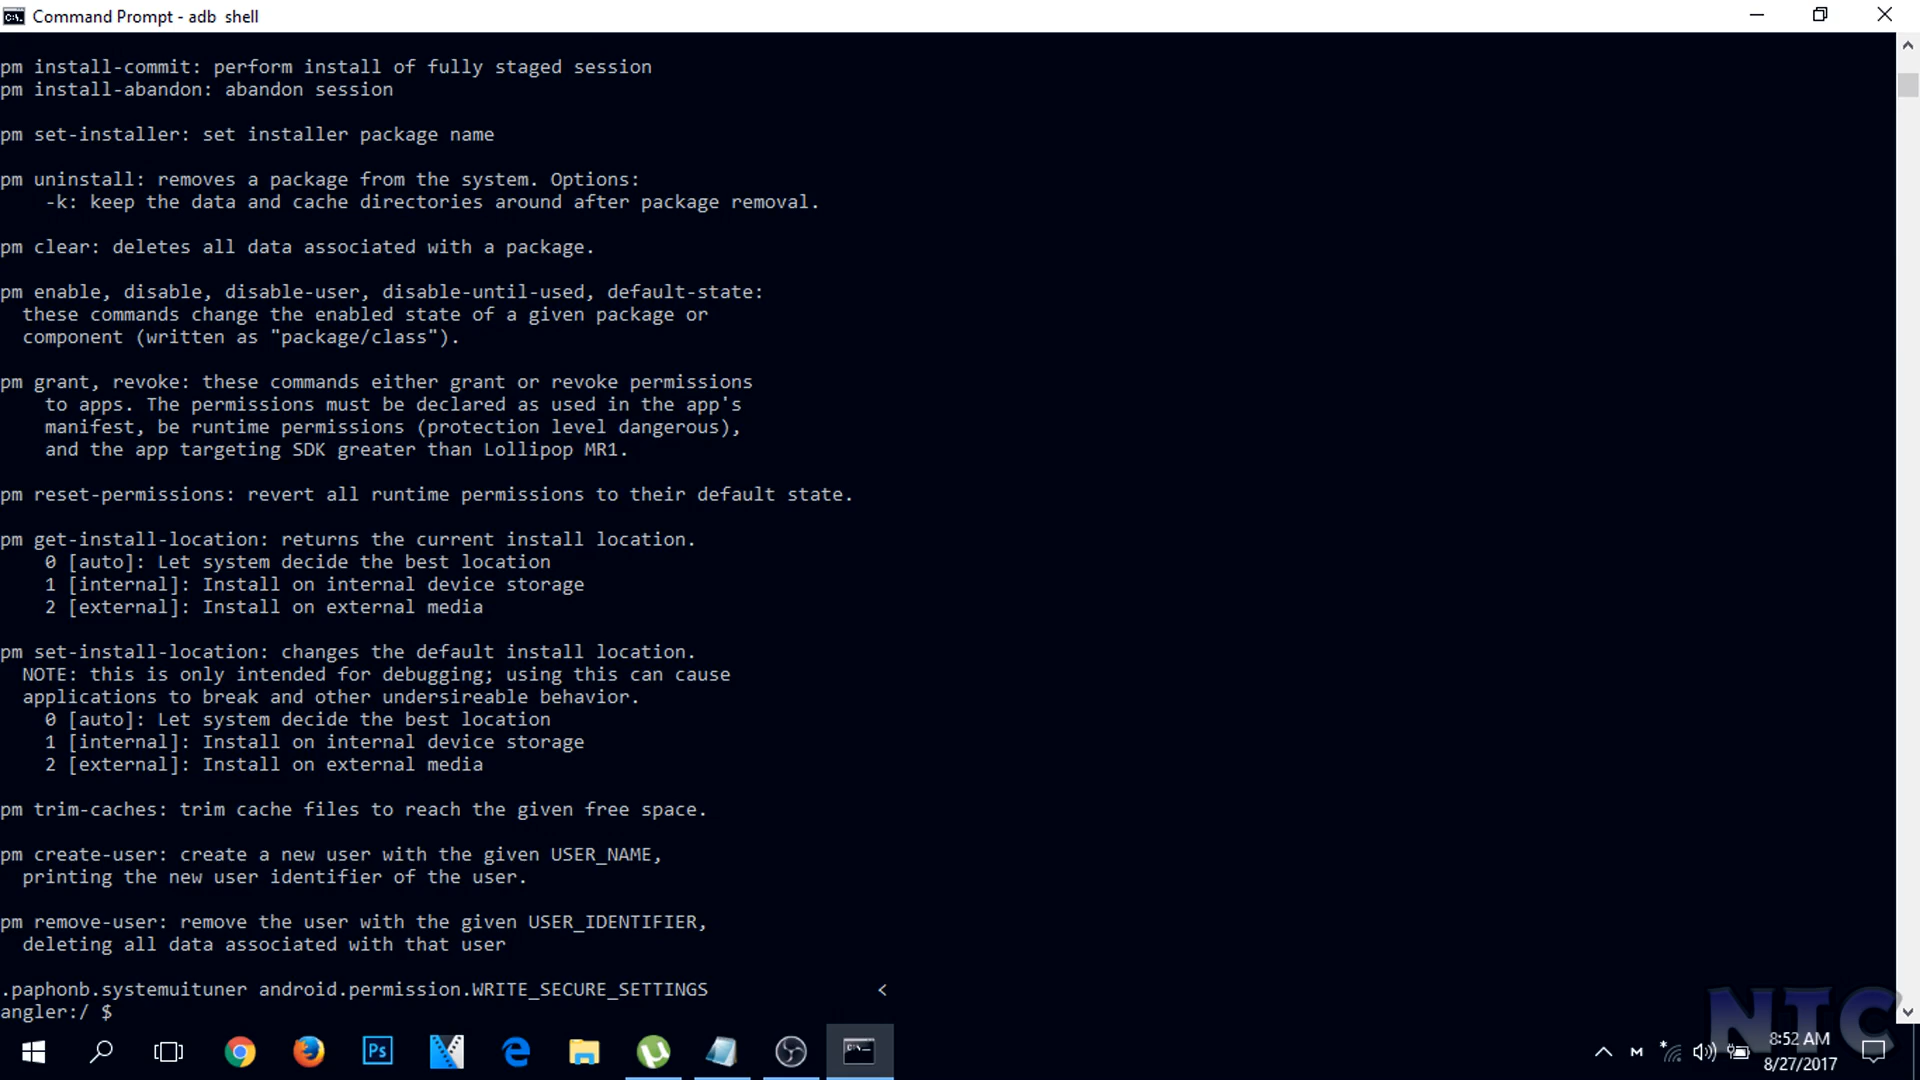 Command Prompt - adb  shell
pm install-commit: perform install of fully staged session
pm install-abandon: abandon session
pm set-installer: set installer package name
pm uninstall: removes a package from the system. Options:
-k: keep the data and cache directories around after package removal.
pm clear: deletes all data associated with a package.
pm enable, disable, disable-user, disable-until-used, default-state:
these commands change the enabled state of a given package or
component (written as "package/class").
pm grant, revoke: these commands either grant or revoke permissions
to apps. The permissions must be declared as used in the app's
manifest, be runtime permissions (protection level dangerous),
and the app targeting SDK greater than Lollipop MR1.
pm reset-permissions: revert all runtime permissions to their default state.
pm get-install-location: returns the current install location.
0 [auto]: Let system decide the best location
1 [internal]: Install on internal device storage
2 [external]: Install on external media
pm set-install-location: changes the default install location.
NOTE: this is only intended for debugging; using this can cause
applications to break and other undersireable behavior.
0 [auto]: Let system decide the best location
1 [internal]: Install on internal device storage
2 [external]: Install on external media
pm trim-caches: trim cache files to reach the given free space.
pm create-user: create a new user with the given USER_NAME,
printing the new user identifier of the user.
pm remove-user: remove the user with the given USER_IDENTIFIER,
deleting all data associated with that user
.paphonb.systemuituner android.permission.WRITE_SECURE_SETTINGS <
angler:/ $
NTC
Ps
8:52 AM
8/27/2017